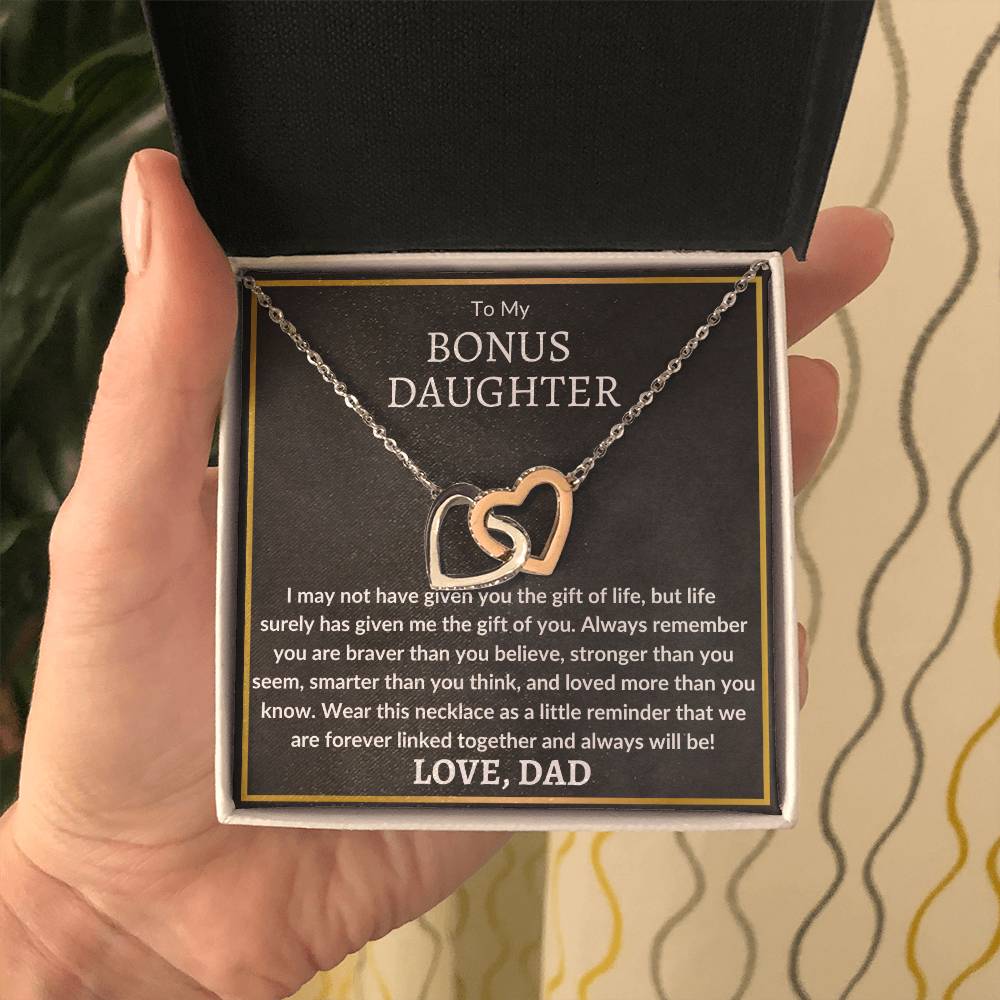 To My
BONUS
DAUGHTER
I may not have given you the gift of life, but life
surely has given me the gift of you. Always remember
you are braver than you believe, stronger than you
seem, smarter than you think, and loved more than you
know. Wear this necklace as a little reminder that we
are forever linked together and always will be!
LOVE, DAD